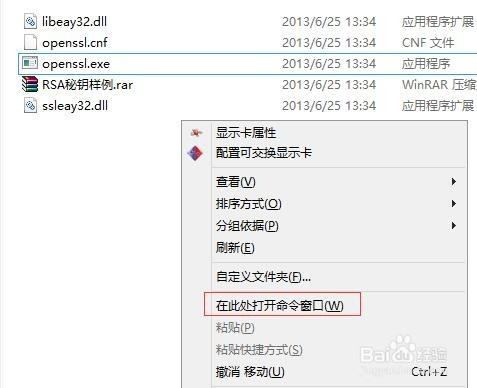 libeay32.dll 2013/6/25 13:34 应用程序扩展
openssl.cnf 2013/6/25 13:34 CNF 文件
openssl.exe 2013/6/25 13:34 应用程序
RSA秘钥样例.rar 2013/6/25 13:34 WinRAR 压缩
ssleay32.dll 2013/6/25 13:34 应用程序扩展
显示卡属性
配置可交换显示卡
查看(V)
排序方式(O)
分组依据(P)
刷新(E)
自定义文件夹(F)...
在此处打开命令窗口(W)
粘贴(P)
粘贴快捷方式(S)
撤消 移动(U) Ctrl+Z
Baidu经验